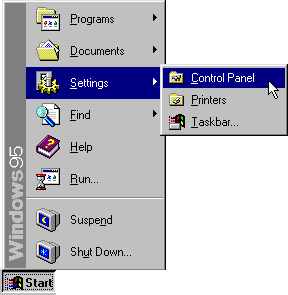 Programs
Documents
Settings
Find
Help
Run...
Suspend
Shut Down...
Control Panel
Printers
Taskbar...
Windows95
Start